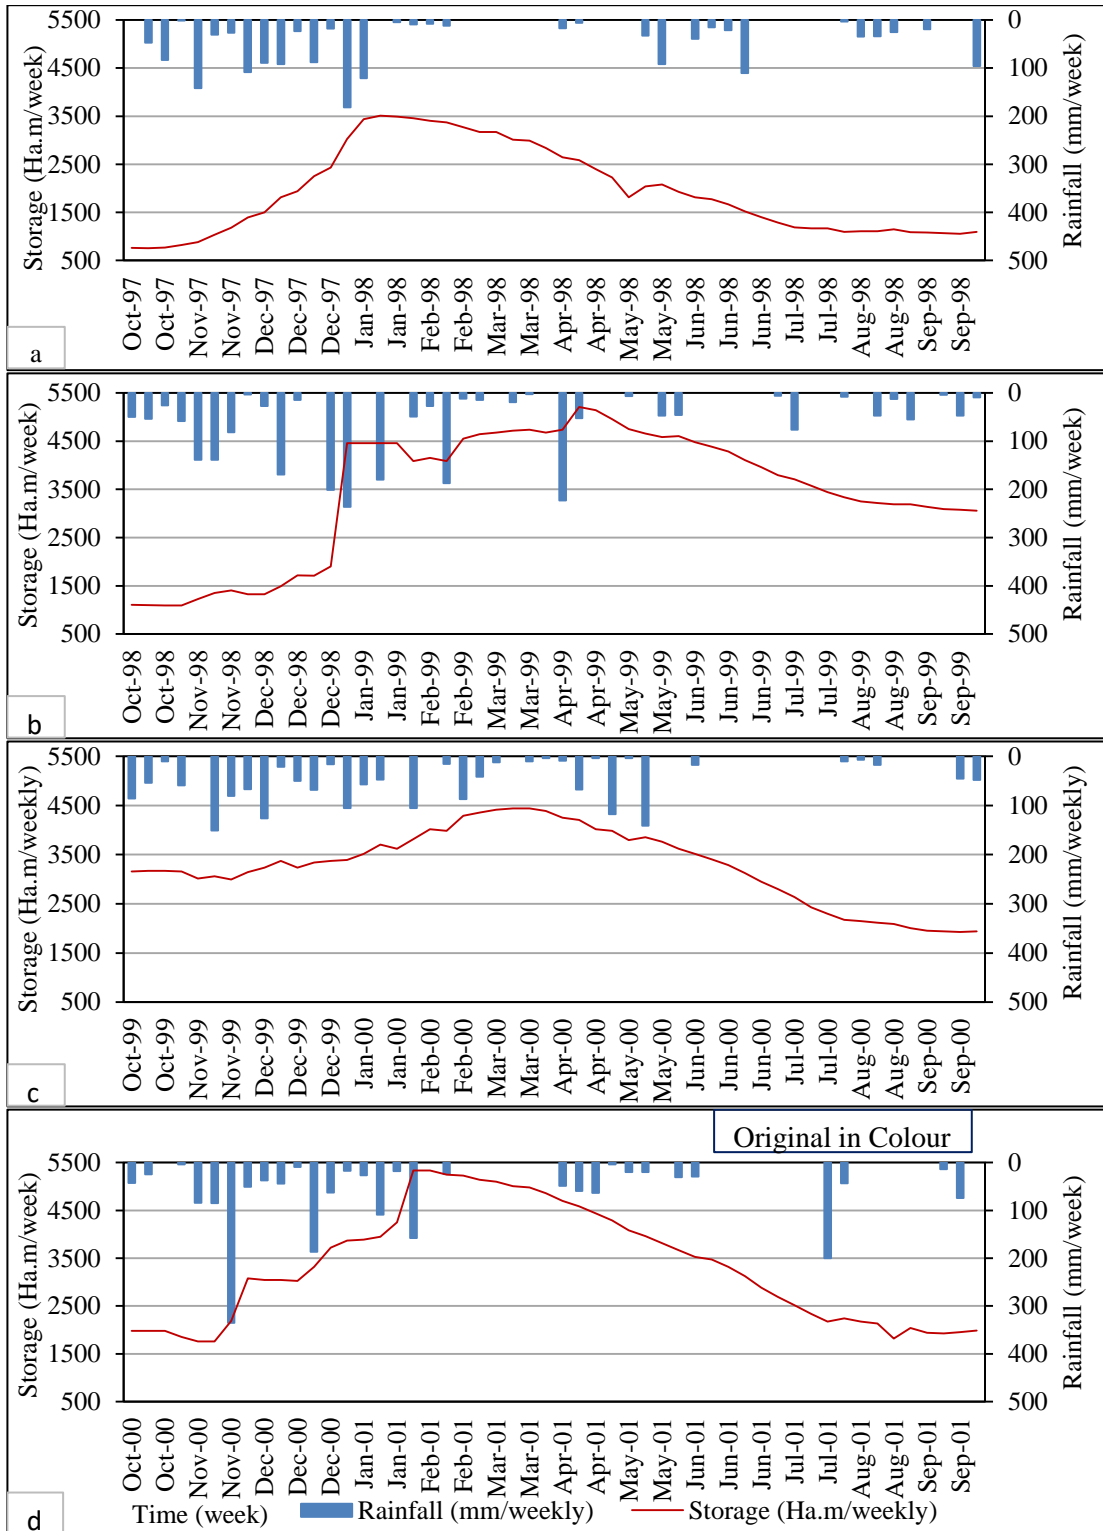 Storage (Ha.m/week)
5500
4500
3500
2500
1500
500
0
100
200
300
400
500
Rainfall (mm/week)
Oct-97
Oct-97
Nov-97
Nov-97
Dec-97
Dec-97
Dec-97
Jan-98
Jan-98
Feb-98
Feb-98
Mar-98
Mar-98
Apr-98
Apr-98
May-98
May-98
Jun-98
Jun-98
Jun-98
Jul-98
Jul-98
Aug-98
Aug-98
Sep-98
Sep-98
a
Storage (Ha.m/week)
5500
4500
3500
2500
1500
500
0
100
200
300
400
500
Rainfall (mm/week)
Oct-98
Oct-98
Nov-98
Nov-98
Dec-98
Dec-98
Dec-98
Jan-99
Jan-99
Feb-99
Feb-99
Mar-99
Mar-99
Apr-99
Apr-99
May-99
May-99
Jun-99
Jun-99
Jun-99
Jul-99
Jul-99
Aug-99
Aug-99
Sep-99
Sep-99
b
Storage (Ha.m/weekly)
5500
4500
3500
2500
1500
500
0
100
200
300
400
500
Rainfall (mm/weekly)
Oct-99
Oct-99
Nov-99
Nov-99
Dec-99
Dec-99
Dec-99
Jan-00
Jan-00
Feb-00
Feb-00
Mar-00
Mar-00
Apr-00
Apr-00
May-00
May-00
Jun-00
Jun-00
Jun-00
Jul-00
Jul-00
Aug-00
Aug-00
Sep-00
Sep-00
c
Original in Colour
Storage (Ha.m/week)
5500
4500
3500
2500
1500
500
0
100
200
300
400
500
Rainfall (mm/week)
Oct-00
Oct-00
Nov-00
Nov-00
Dec-00
Dec-00
Dec-00
Jan-01
Jan-01
Feb-01
Feb-01
Mar-01
Mar-01
Apr-01
Apr-01
May-01
May-01
Jun-01
Jun-01
Jun-01
Jul-01
Jul-01
Aug-01
Aug-01
Sep-01
Sep-01
d
Time (week)
Rainfall (mm/weekly)
Storage (Ha.m/weekly)